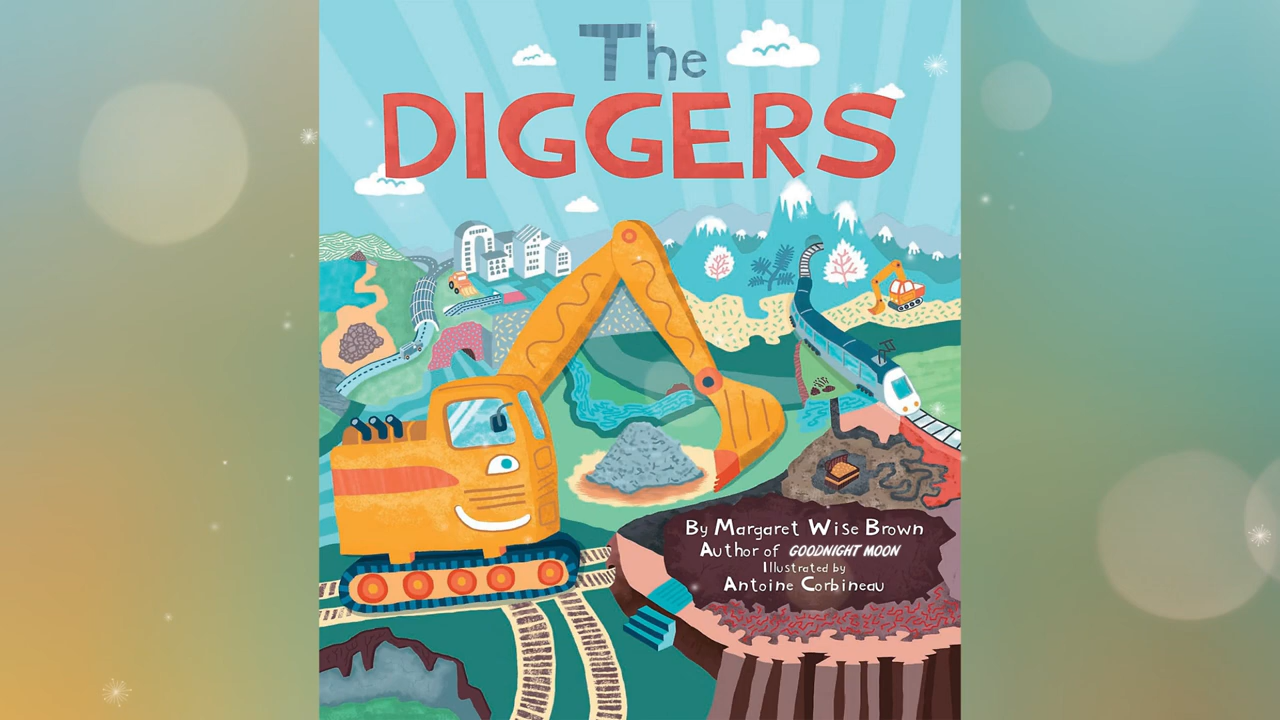 The
DIGGERS
By Margaret Wise Brown
Author of GOODNIGHT MOON
Illustrated by
Antoine Corbineau